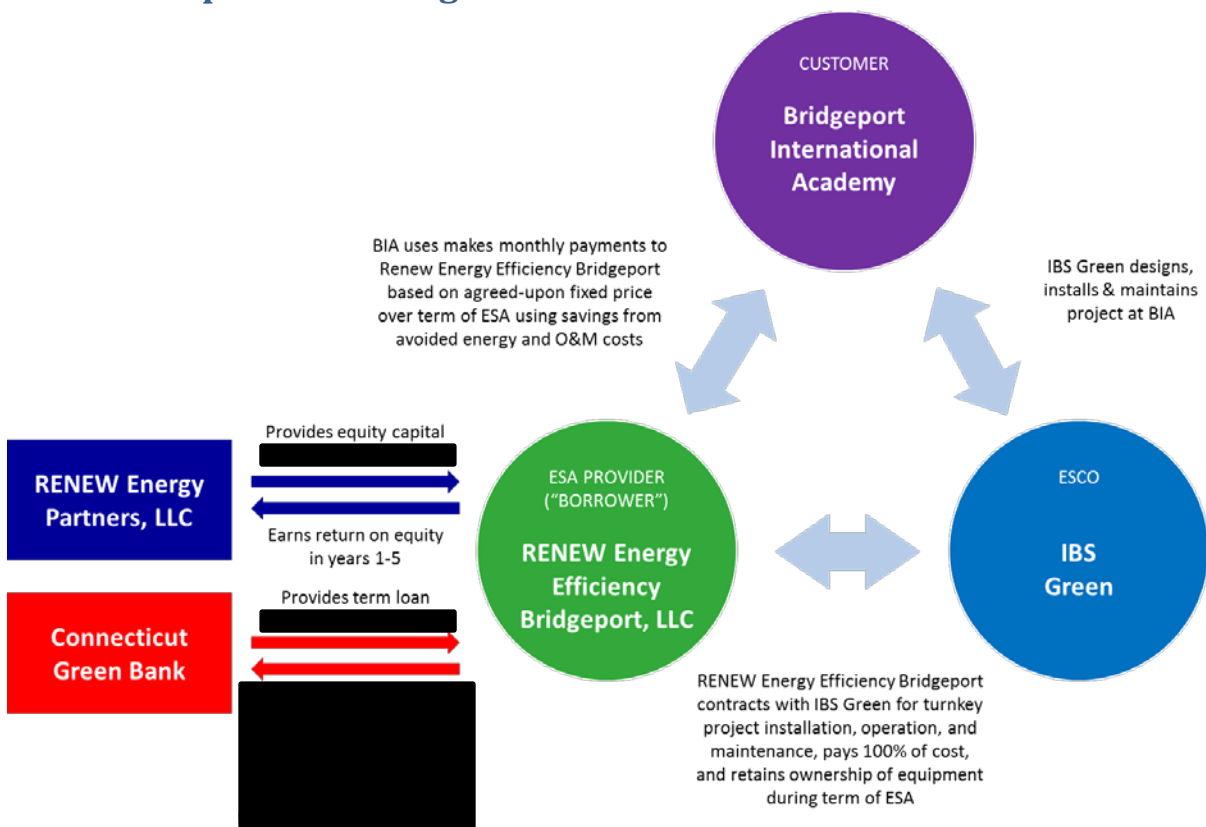 CUSTOMER
Bridgeport
International
Academy
BIA uses makes monthly payments to
Renew Energy Efficiency Bridgeport
based on agreed-upon fixed price
over term of ESA using savings from
avoided energy and O&M costs
IBS Green designs,
installs & maintains
project at BIA
Provides equity capital
RENEW Energy
Partners, LLC
Earns return on equity
in years 1-5
Provides term loan
Connecticut
Green Bank
ESA PROVIDER
("BORROWER")
RENEW Energy
Efficiency
Bridgeport, LLC
ESCO
IBS
Green
RENEW Energy Efficiency Bridgeport
contracts with IBS Green for turnkey
project installation, operation, and
maintenance, pays 100% of cost,
and retains ownership of equipment
during term of ESA